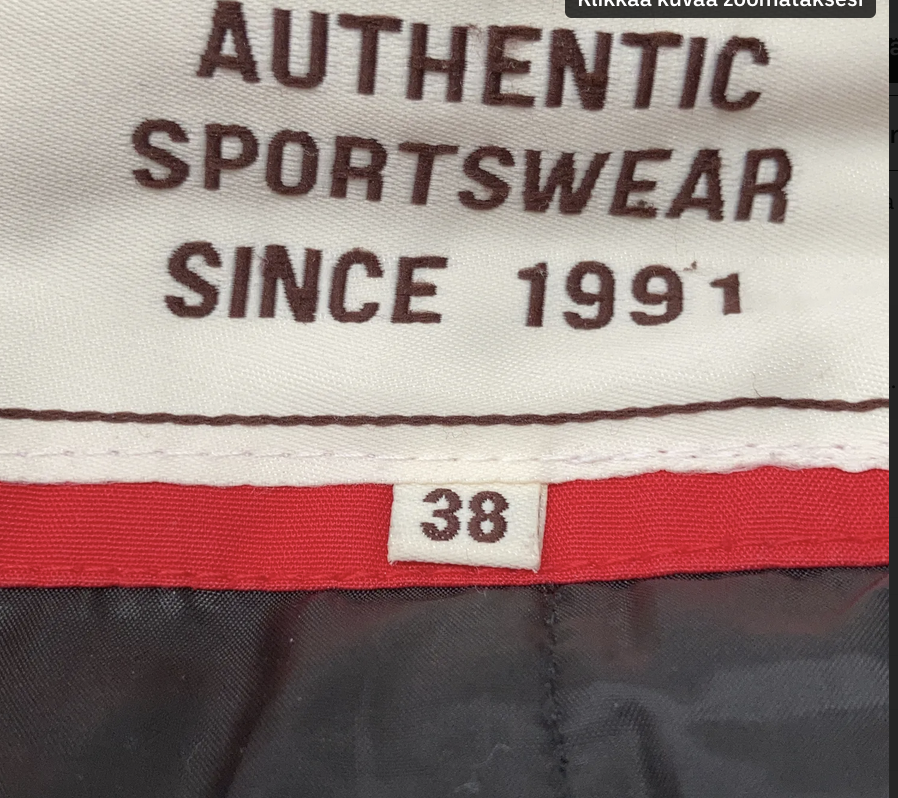 Klikkaa kuvaa zoomataksesi
AUTHENTIC
SPORTSWEAR
SINCE 1991
38